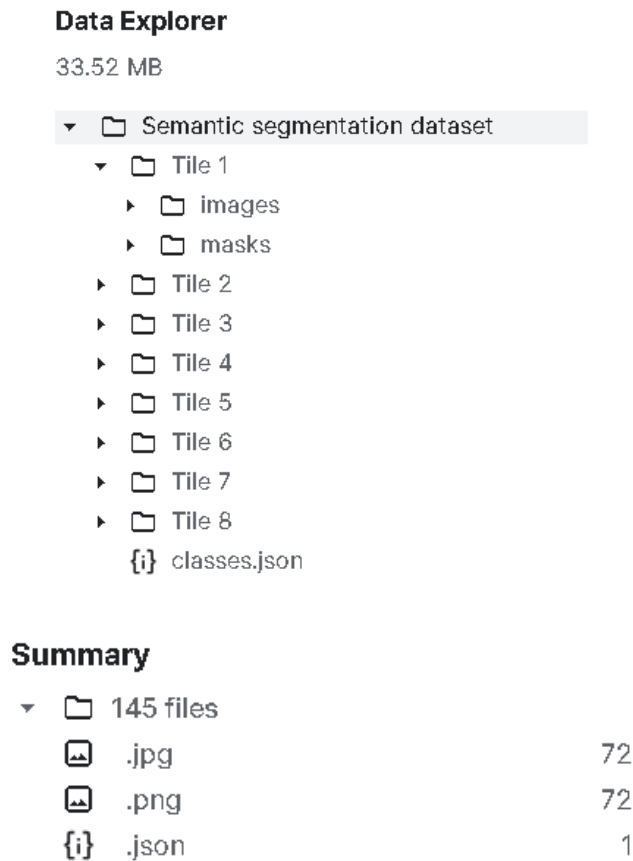 Data Explorer
33.52 MB
Semantic segmentation dataset
Tile 1
images
masks
Tile 2
Tile 3
Tile 4
Tile 5
Tile 6
Tile 7
Tile 8
{i} classes.json
Summary
145 files
.jpg 72
.png 72
{i} .json 1